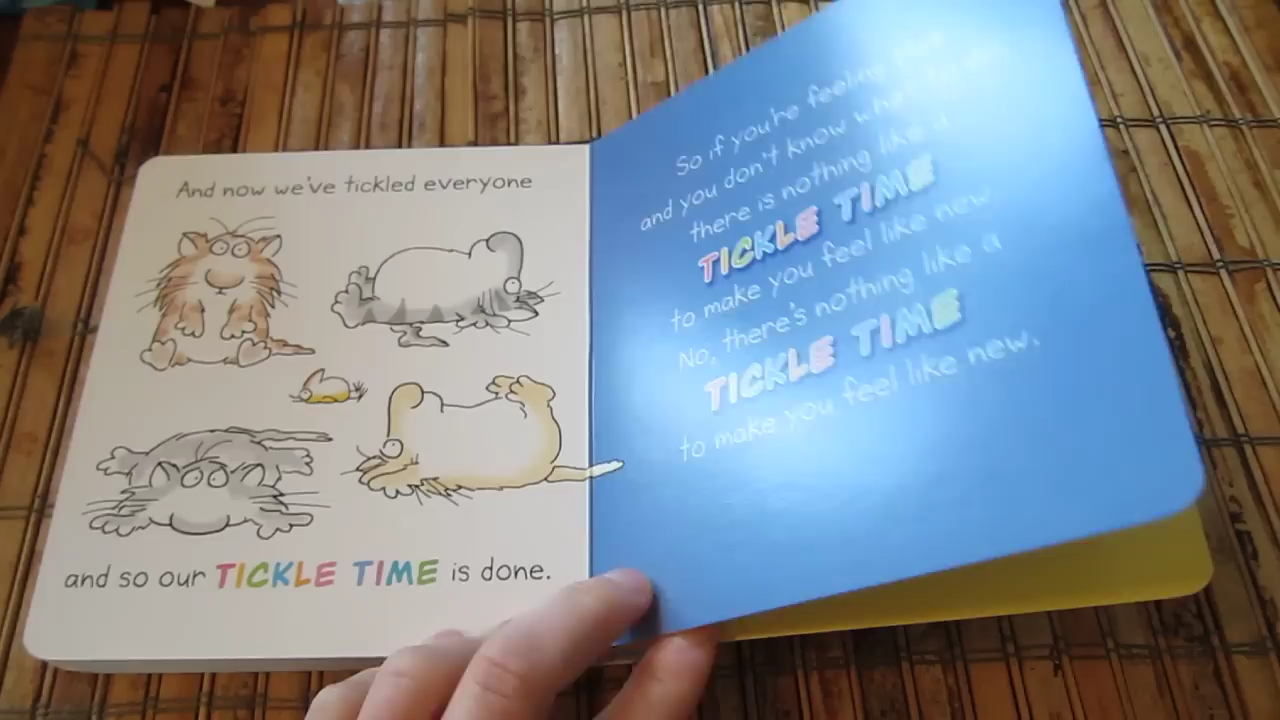 And now we've tickled everyone
and so our TICKLE TIME is done.
So if you're feeling
and you don't know what
there is nothing like a
TICKLE TIME
to make you feel like new
No, there's nothing like a
TICKLE TIME
to make you feel like new.